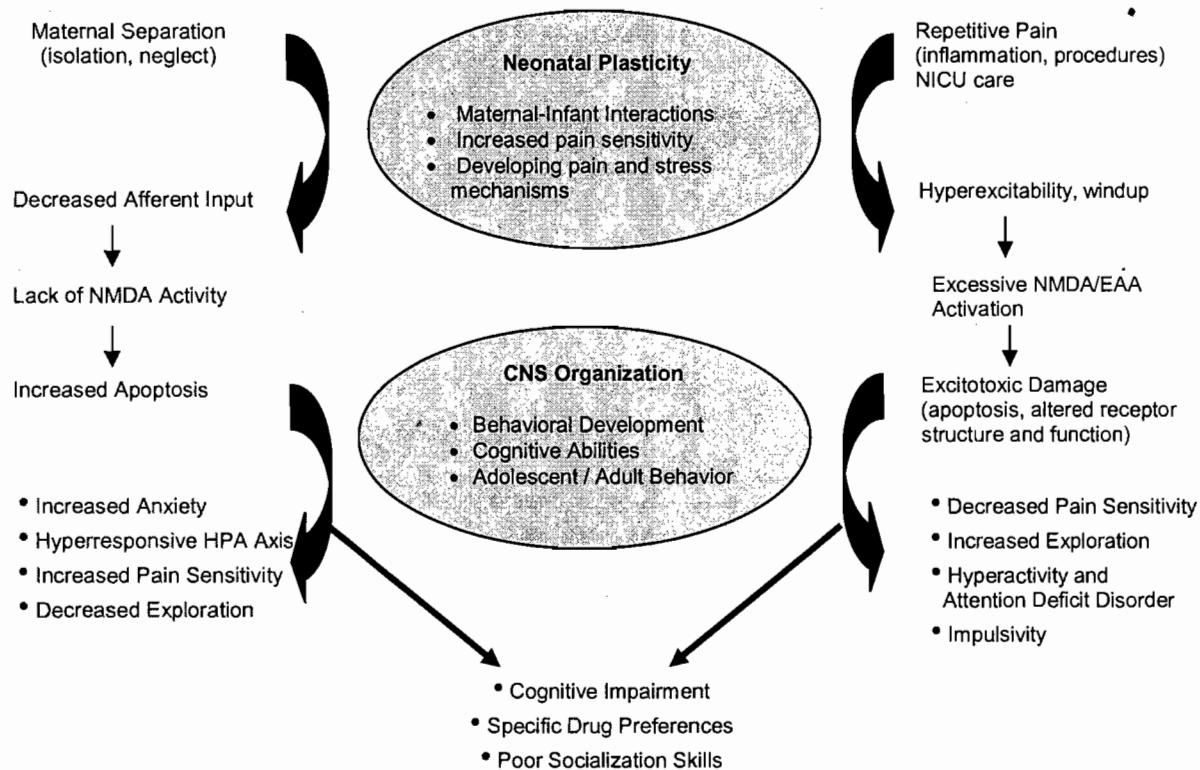 Maternal Separation
(isolation, neglect)
Decreased Afferent Input
Lack of NMDA Activity
Increased Apoptosis
• Increased Anxiety
• Hyperresponsive HPA Axis
• Increased Pain Sensitivity
• Decreased Exploration
Neonatal Plasticity
• Maternal-Infant Interactions
• Increased pain sensitivity
• Developing pain and stress
mechanisms
CNS Organization
• Behavioral Development
• Cognitive Abilities
• Adolescent / Adult Behavior
Repetitive Pain
(inflammation, procedures)
NICU care
Hyperexcitability, windup
Excessive NMDA/EAA
Activation
Excitotoxic Damage
(apoptosis, altered receptor
structure and function)
• Decreased Pain Sensitivity
• Increased Exploration
• Hyperactivity and
Attention Deficit Disorder
• Impulsivity
• Cognitive Impairment
• Specific Drug Preferences
• Poor Socialization Skills